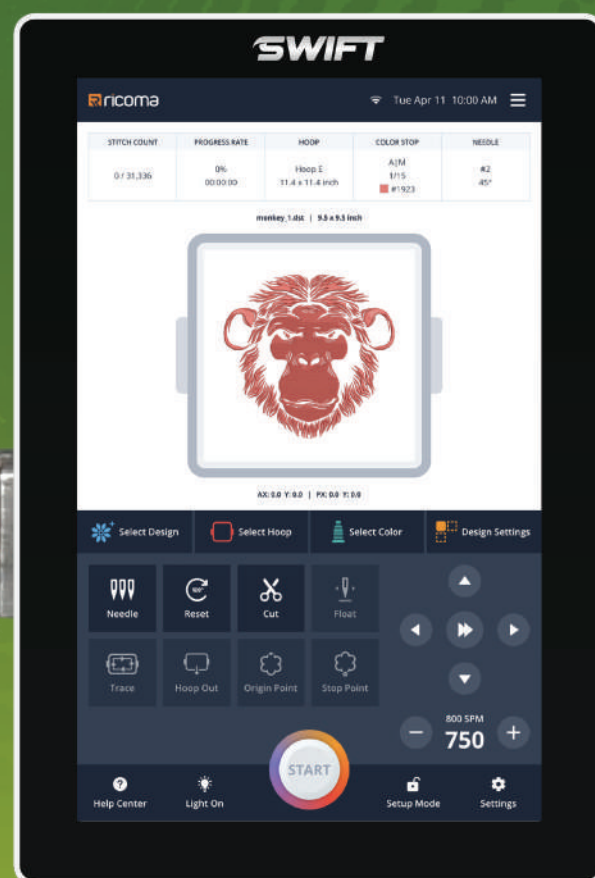 SWIFT
ricoma
Tue Apr 11 10:00 AM
STITCH COUNT PROGRESS RATE HOOP COLOR STOP NEEDLE
0 / 31,336 0% Hoop E A|M #2
00:00:00 11.4 x 11.4 inch 1/15 45°
#1923
monkey_1.dst | 9.5 x 9.5 inch
AX: 0.0 Y: 0.0 | PX: 0.0 Y: 0.0
Select Design Select Hoop Select Color Design Settings
Needle Reset Cut Float
Trace Hoop Out Origin Point Stop Point
800 SPM
750
START
Help Center Light On Setup Mode Settings